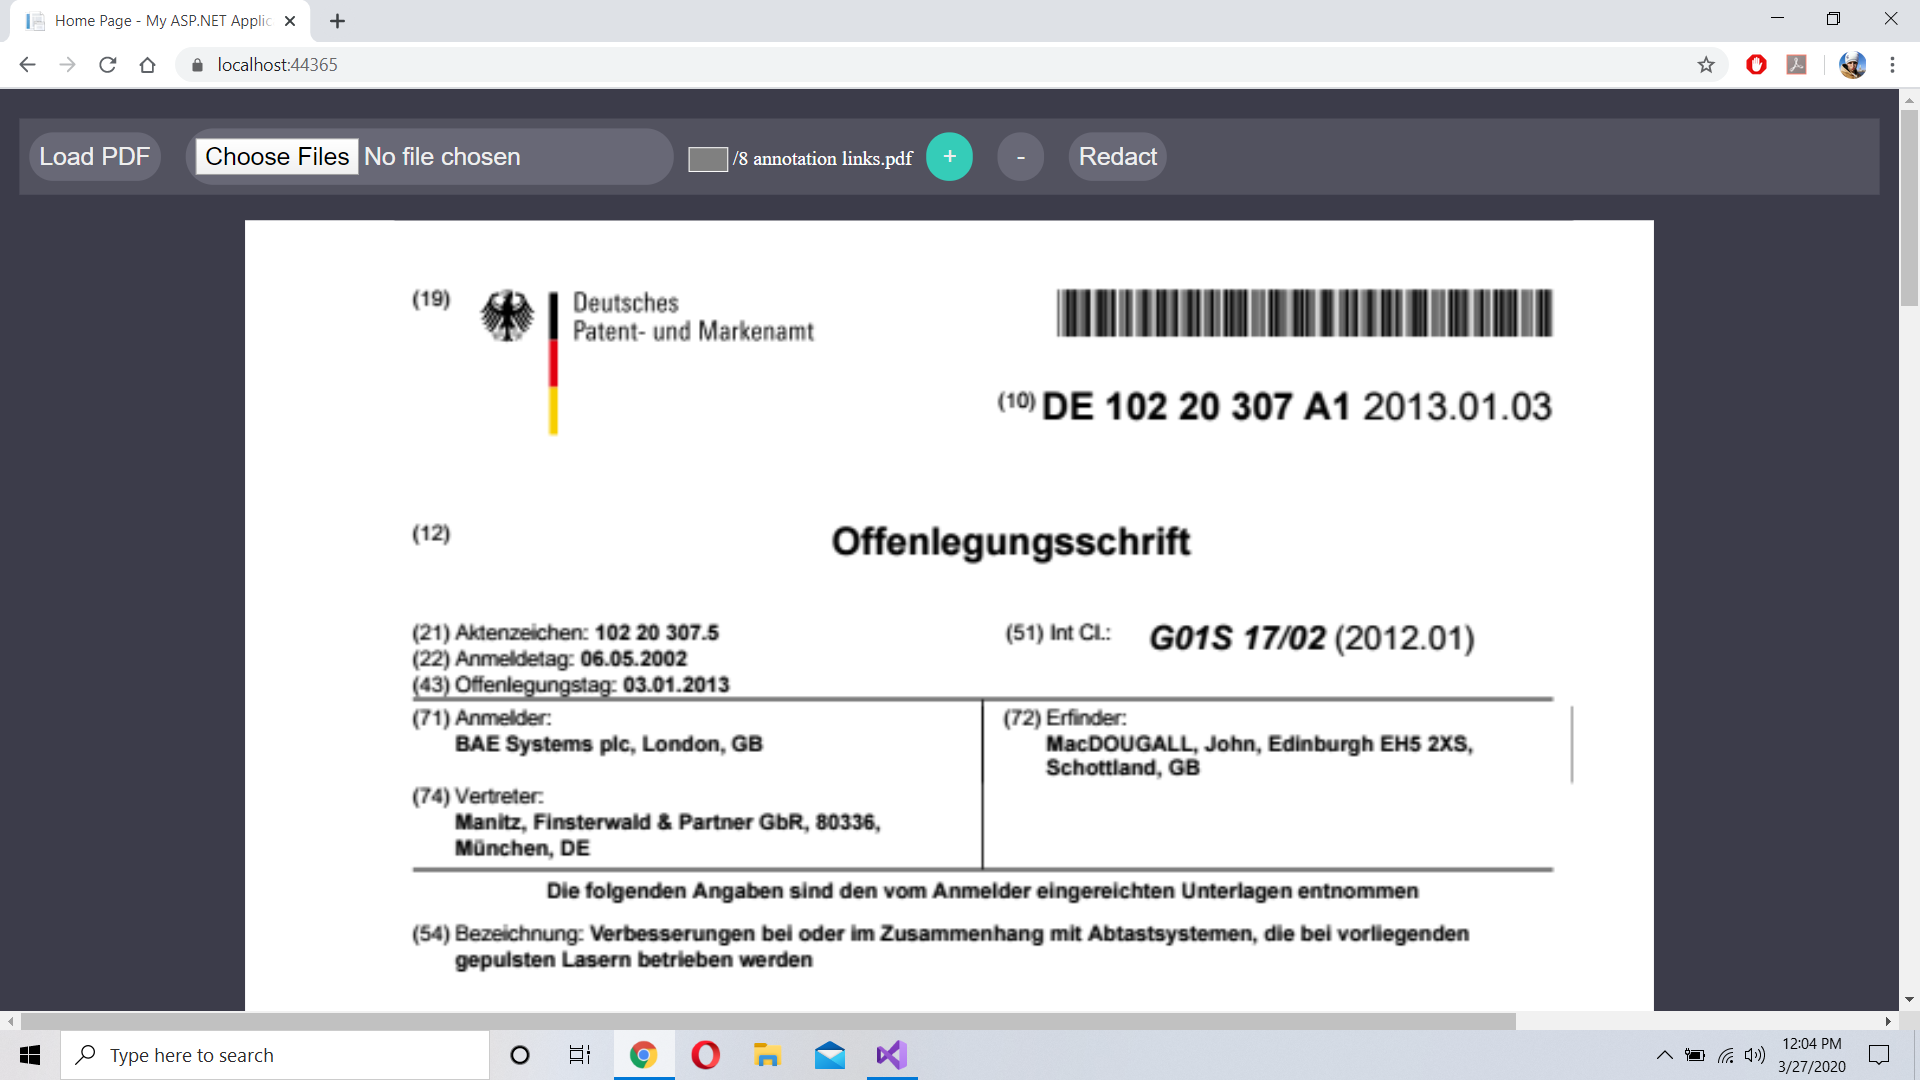 Home Page - My ASP.NET Applic
localhost:44365
Load PDF
Choose Files No file chosen
/8 annotation links.pdf
+
-
Redact
(19)
Deutsches
Patent- und Markenamt
(10) DE 102 20 307 A1 2013.01.03
(12)
Offenlegungsschrift
(21) Aktenzeichen: 102 20 307.5
(22) Anmeldetag: 06.05.2002
(43) Offenlegungstag: 03.01.2013
(51) Int Cl.: G01S 17/02 (2012.01)
(71) Anmelder:
BAE Systems plc, London, GB
(74) Vertreter:
Manitz, Finsterwald & Partner GbR, 80336,
München, DE
(72) Erfinder:
MacDOUGALL, John, Edinburgh EH5 2XS,
Schottland, GB
Die folgenden Angaben sind den vom Anmelder eingereichten Unterlagen entnommen
(54) Bezeichnung: Verbesserungen bei oder im Zusammenhang mit Abtastsystemen, die bei vorliegenden
gepulsten Lasern betrieben werden
Type here to search
12:04 PM
3/27/2020